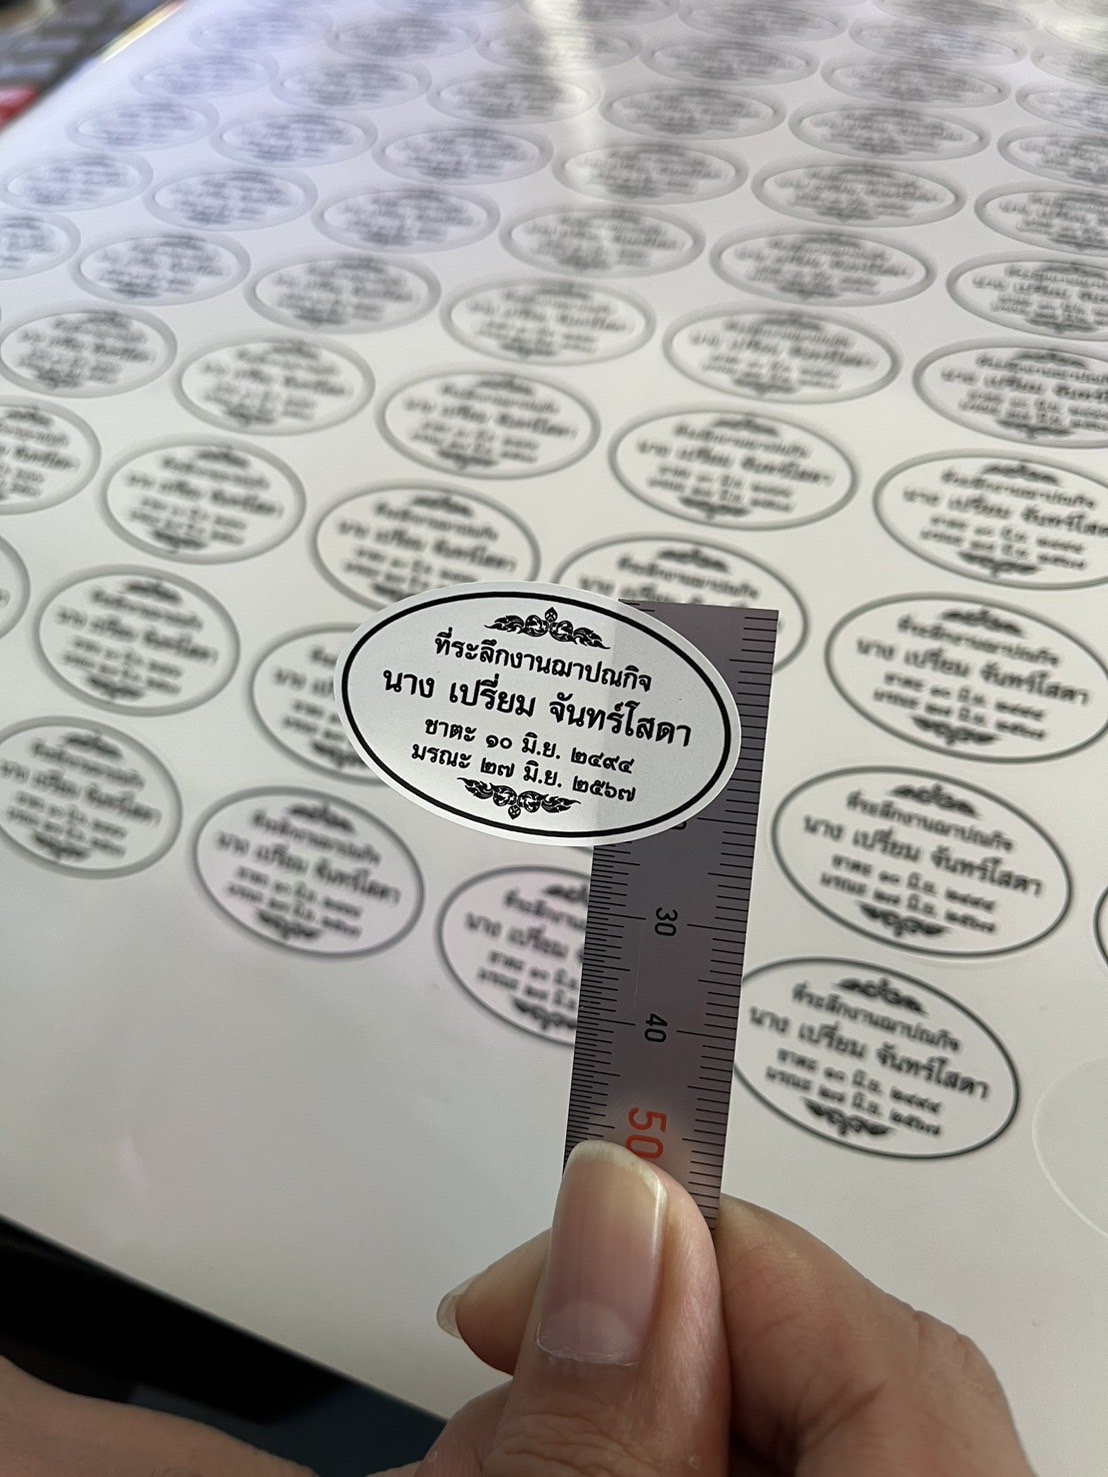 ที่ระลึกงานฌาปณกิจ
นาง เปรี่ยม จันทร์โสดา
ชาตะ ๑๐ มิ.ย. ๒๔๙๔
มรณะ ๒๗ มิ.ย. ๒๕๖๗
30
40
50